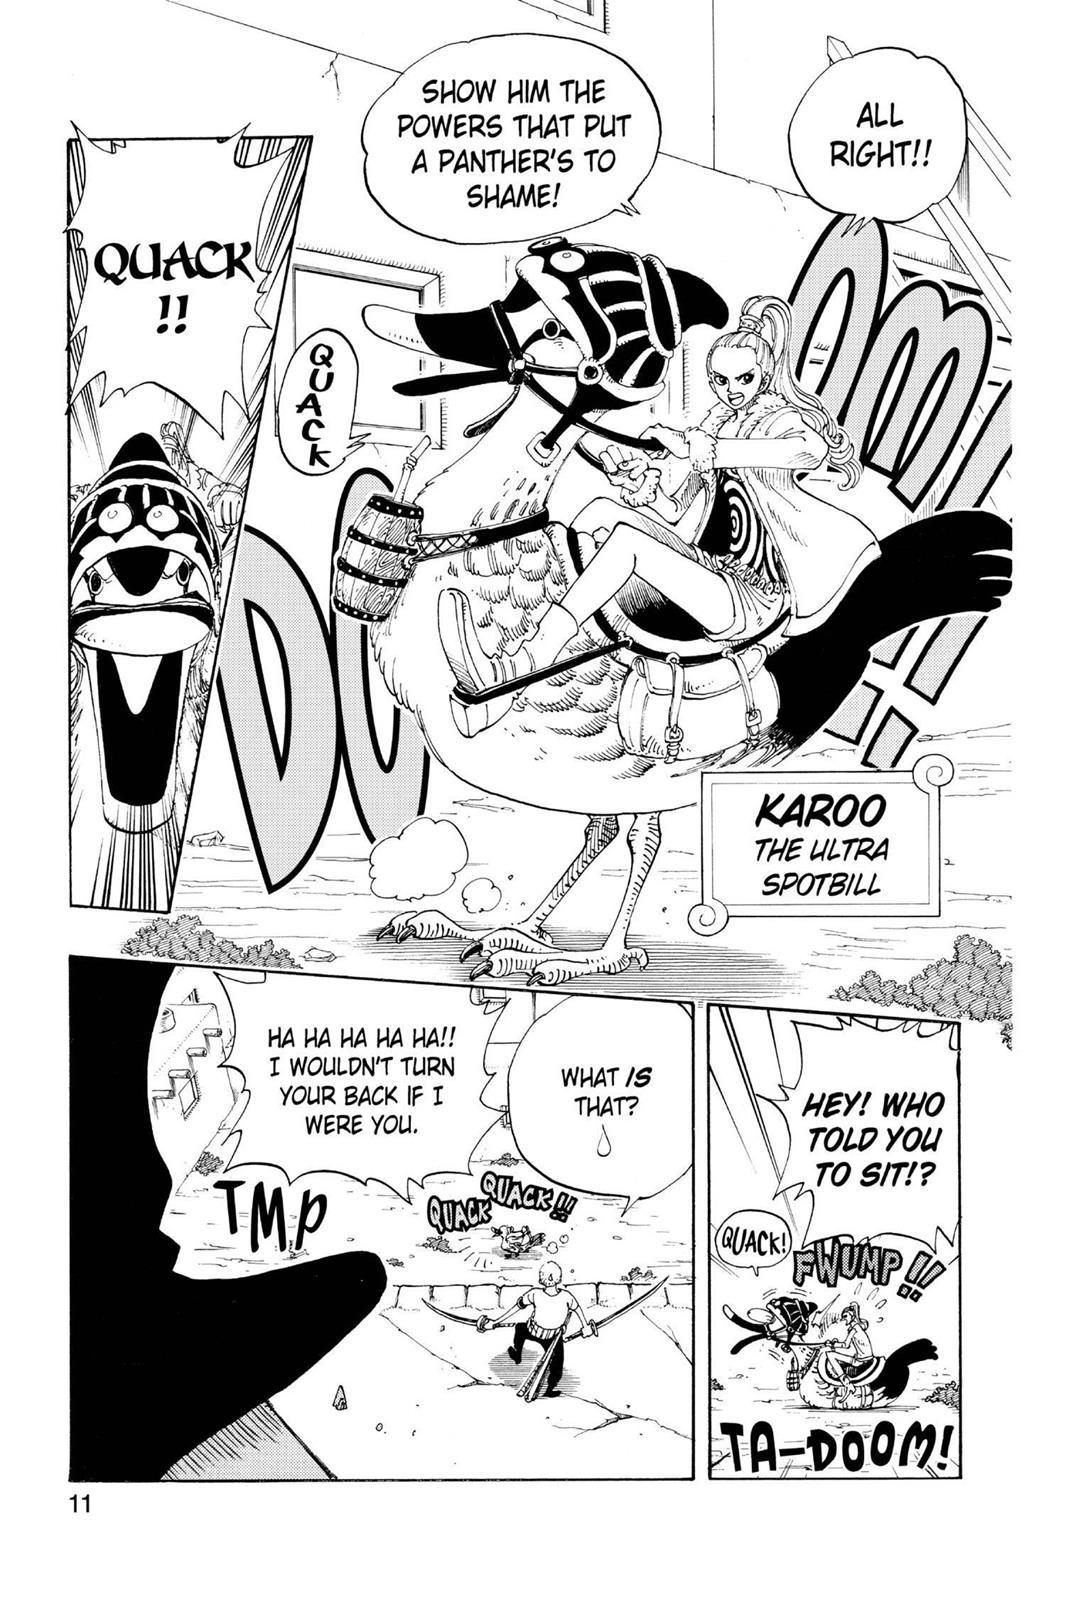 ALL
RIGHT!!
SHOW HIM THE
POWERS THAT PUT
A PANTHER'S TO
SHAME!
QUACK
DOOM!!
KAROO
THE ULTRA
SPOTBILL
QUACK
!!
HEY! WHO
TOLD YOU
TO SIT!?
QUACK!
FWUMP!!
TA-DOOM!
WHAT IS
THAT?
HA HA HA HA HA!!
I WOULDN'T TURN
YOUR BACK IF I
WERE YOU.
QUACK!!
QUACK
TMP
11